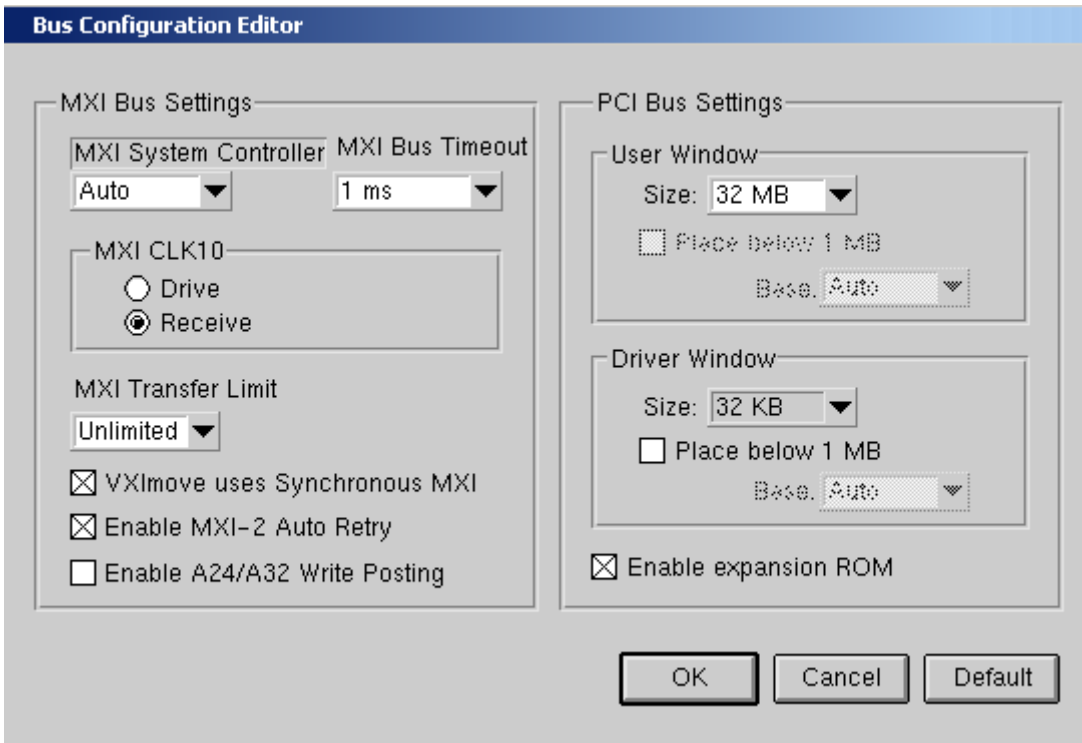 Bus Configuration Editor
MXI Bus Settings
MXI System Controller
MXI Bus Timeout
Auto
1 ms
MXI CLK10
Drive
Receive
MXI Transfer Limit
Unlimited
VXImove uses Synchronous MXI
Enable MXI-2 Auto Retry
Enable A24/A32 Write Posting
PCI Bus Settings
User Window
Size: 32 MB
Place below 1 MB
Base. Auto
Driver Window
Size: 32 KB
Place below 1 MB
Base. Auto
Enable expansion ROM
OK
Cancel
Default